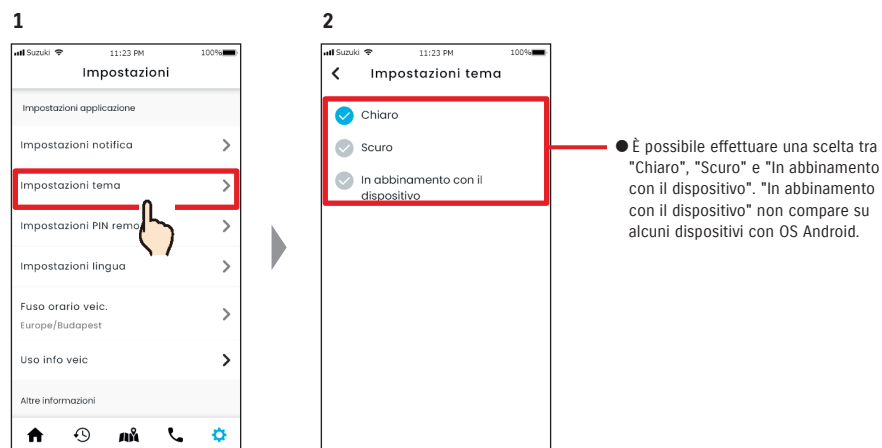 1
Suzuki 11:23 PM 100%
Impostazioni
Impostazioni applicazione
Impostazioni notifica
Impostazioni tema
Impostazioni PIN remo
Impostazioni lingua
Fuso orario veic.
Europe/Budapest
Uso info veic
Altre informazioni
2
Suzuki 11:23 PM 100%
Impostazioni tema
Chiaro
Scuro
In abbinamento con il
dispositivo
● È possibile effettuare una scelta tra
"Chiaro", "Scuro" e "In abbinamento
con il dispositivo". "In abbinamento
con il dispositivo" non compare su
alcuni dispositivi con OS Android.